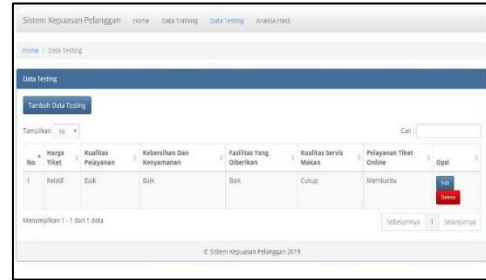 Sistem Kepuasan Pelanggan Home Data Training Data Testing Analisa Hasil
Home / Data Testing
Data Testing
Tambah Data Testing
Tampilkan 10 Cari :
No. Harga Tiket Kualitas Pelayanan Kebersihan Dan Kenyamanan Fasilitas Yang Diberikan Kualitas Servis Makan Pelayanan Tiket Online Opsi
1 Relatif Baik Baik Baik Cukup Membantu Edit
Delete
Menampilkan 1 - 1 dari 1 data Sebelumnya 1 Selanjutnya
© Sistem Kepuasan Pelanggan 2019